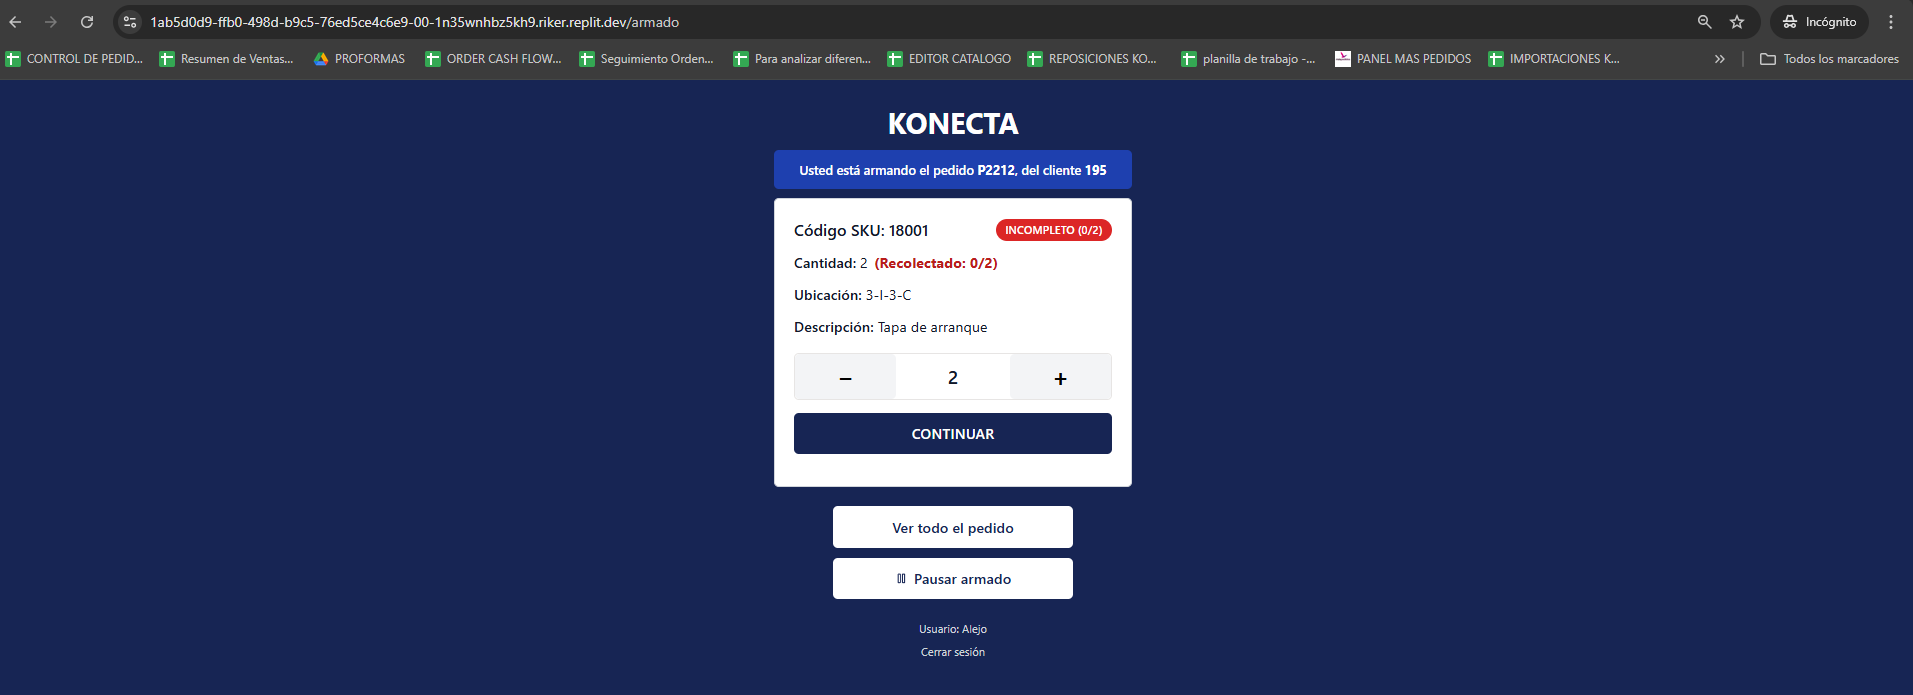 1ab5d0d9-ffb0-498d-b9c5-76ed5ce4c6e9-00-1n35wnhbz5kh9.riker.replit.dev/armado
Incógnito
CONTROL DE PEDID... Resumen de Ventas... PROFORMAS ORDER CASH FLOW... Seguimiento Orden... Para analizar diferen... EDITOR CATALOGO REPOSICIONES KO... planilla de trabajo -... PANEL MAS PEDIDOS IMPORTACIONES K... » Todos los marcadores
KONECTA
Usted está armando el pedido P2212, del cliente 195
Código SKU: 18001 INCOMPLETO (0/2)
Cantidad: 2 (Recolectado: 0/2)
Ubicación: 3-I-3-C
Descripción: Tapa de arranque
− 2 +
CONTINUAR
Ver todo el pedido
Pausar armado
Usuario: Alejo
Cerrar sesión